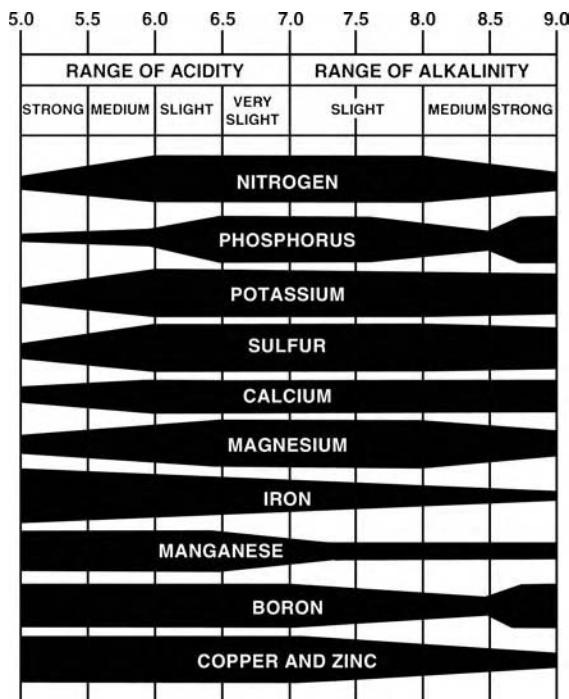 5.0 5.5 6.0 6.5 7.0 7.5 8.0 8.5 9.0
RANGE OF ACIDITY RANGE OF ALKALINITY
STRONG MEDIUM SLIGHT VERY SLIGHT SLIGHT MEDIUM STRONG
NITROGEN
PHOSPHORUS
POTASSIUM
SULFUR
CALCIUM
MAGNESIUM
IRON
MANGANESE
BORON
COPPER AND ZINC